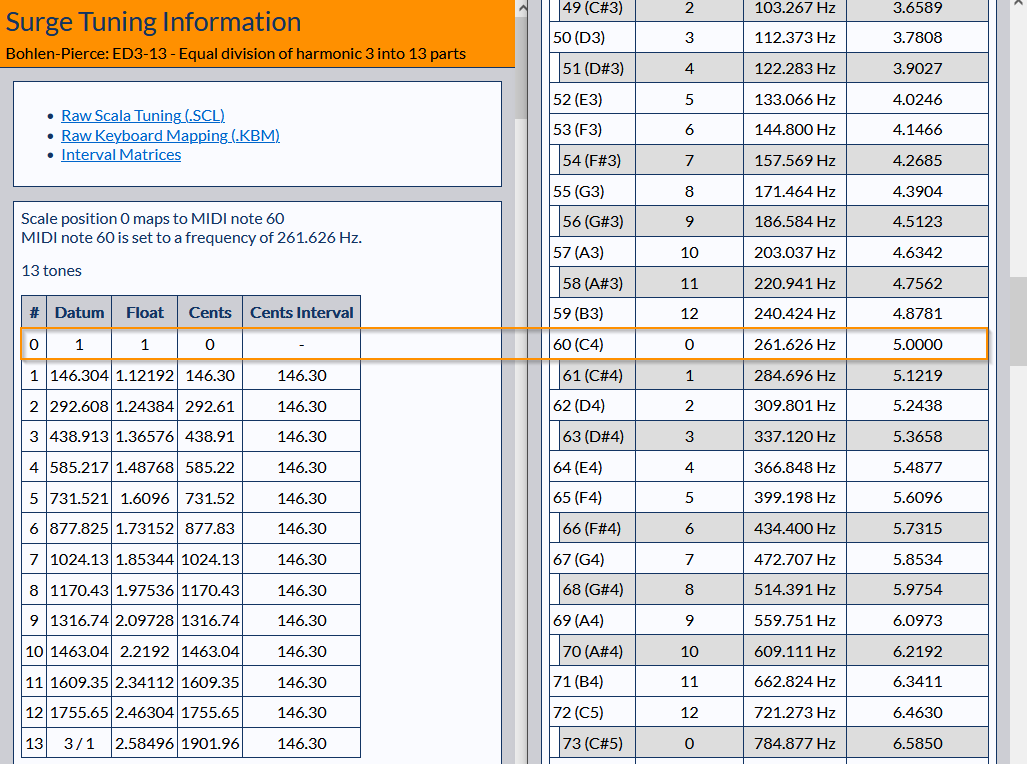 Surge Tuning Information
Bohlen-Pierce: ED3-13 - Equal division of harmonic 3 into 13 parts
• Raw Scala Tuning (.SCL)
• Raw Keyboard Mapping (.KBM)
• Interval Matrices
Scale position 0 maps to MIDI note 60
MIDI note 60 is set to a frequency of 261.626 Hz.
13 tones
# Datum Float Cents Cents Interval
0 1 1 0 -
1 146.304 1.12192 146.30 146.30
2 292.608 1.24384 292.61 146.30
3 438.913 1.36576 438.91 146.30
4 585.217 1.48768 585.22 146.30
5 731.521 1.6096 731.52 146.30
6 877.825 1.73152 877.83 146.30
7 1024.13 1.85344 1024.13 146.30
8 1170.43 1.97536 1170.43 146.30
9 1316.74 2.09728 1316.74 146.30
10 1463.04 2.2192 1463.04 146.30
11 1609.35 2.34112 1609.35 146.30
12 1755.65 2.46304 1755.65 146.30
13 3 / 1 2.58496 1901.96 146.30
49 (C#3) 2 103.267 Hz 3.6589
50 (D3) 3 112.373 Hz 3.7808
51 (D#3) 4 122.283 Hz 3.9027
52 (E3) 5 133.066 Hz 4.0246
53 (F3) 6 144.800 Hz 4.1466
54 (F#3) 7 157.569 Hz 4.2685
55 (G3) 8 171.464 Hz 4.3904
56 (G#3) 9 186.584 Hz 4.5123
57 (A3) 10 203.037 Hz 4.6342
58 (A#3) 11 220.941 Hz 4.7562
59 (B3) 12 240.424 Hz 4.8781
60 (C4) 0 261.626 Hz 5.0000
61 (C#4) 1 284.696 Hz 5.1219
62 (D4) 2 309.801 Hz 5.2438
63 (D#4) 3 337.120 Hz 5.3658
64 (E4) 4 366.848 Hz 5.4877
65 (F4) 5 399.198 Hz 5.6096
66 (F#4) 6 434.400 Hz 5.7315
67 (G4) 7 472.707 Hz 5.8534
68 (G#4) 8 514.391 Hz 5.9754
69 (A4) 9 559.751 Hz 6.0973
70 (A#4) 10 609.111 Hz 6.2192
71 (B4) 11 662.824 Hz 6.3411
72 (C5) 12 721.273 Hz 6.4630
73 (C#5) 0 784.877 Hz 6.5850